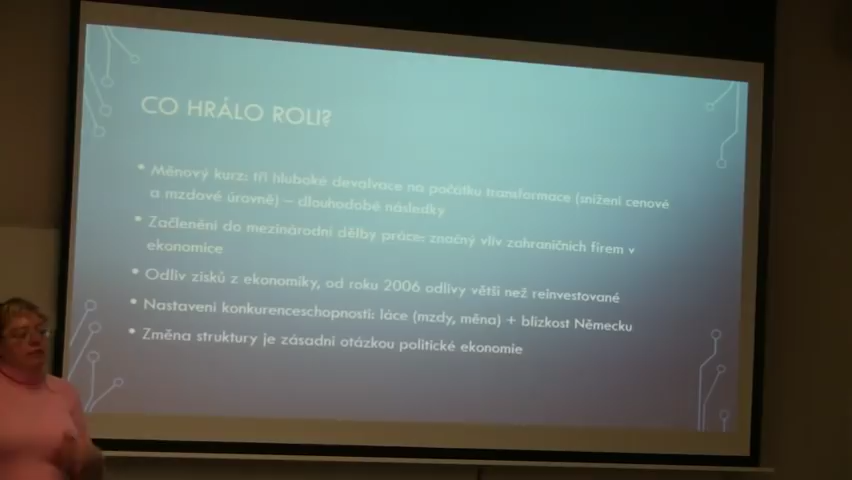 CO HRÁLO ROLI?
• Měnový kurz: tři hluboké devalvace na počátku transformace (snížení cenové
a mzdové úrovně) – dlouhodobé následky
• Začlenění do mezinárodní dělby práce: značný vliv zahraničních firem v
ekonomice
• Odliv zisků z ekonomiky, od roku 2006 odlivy větší než reinvestované
• Nastavení konkurenceschopnosti: láce (mzdy, měna) + blízkost Německu
• Změna struktury je zásadní otázkou politické ekonomie